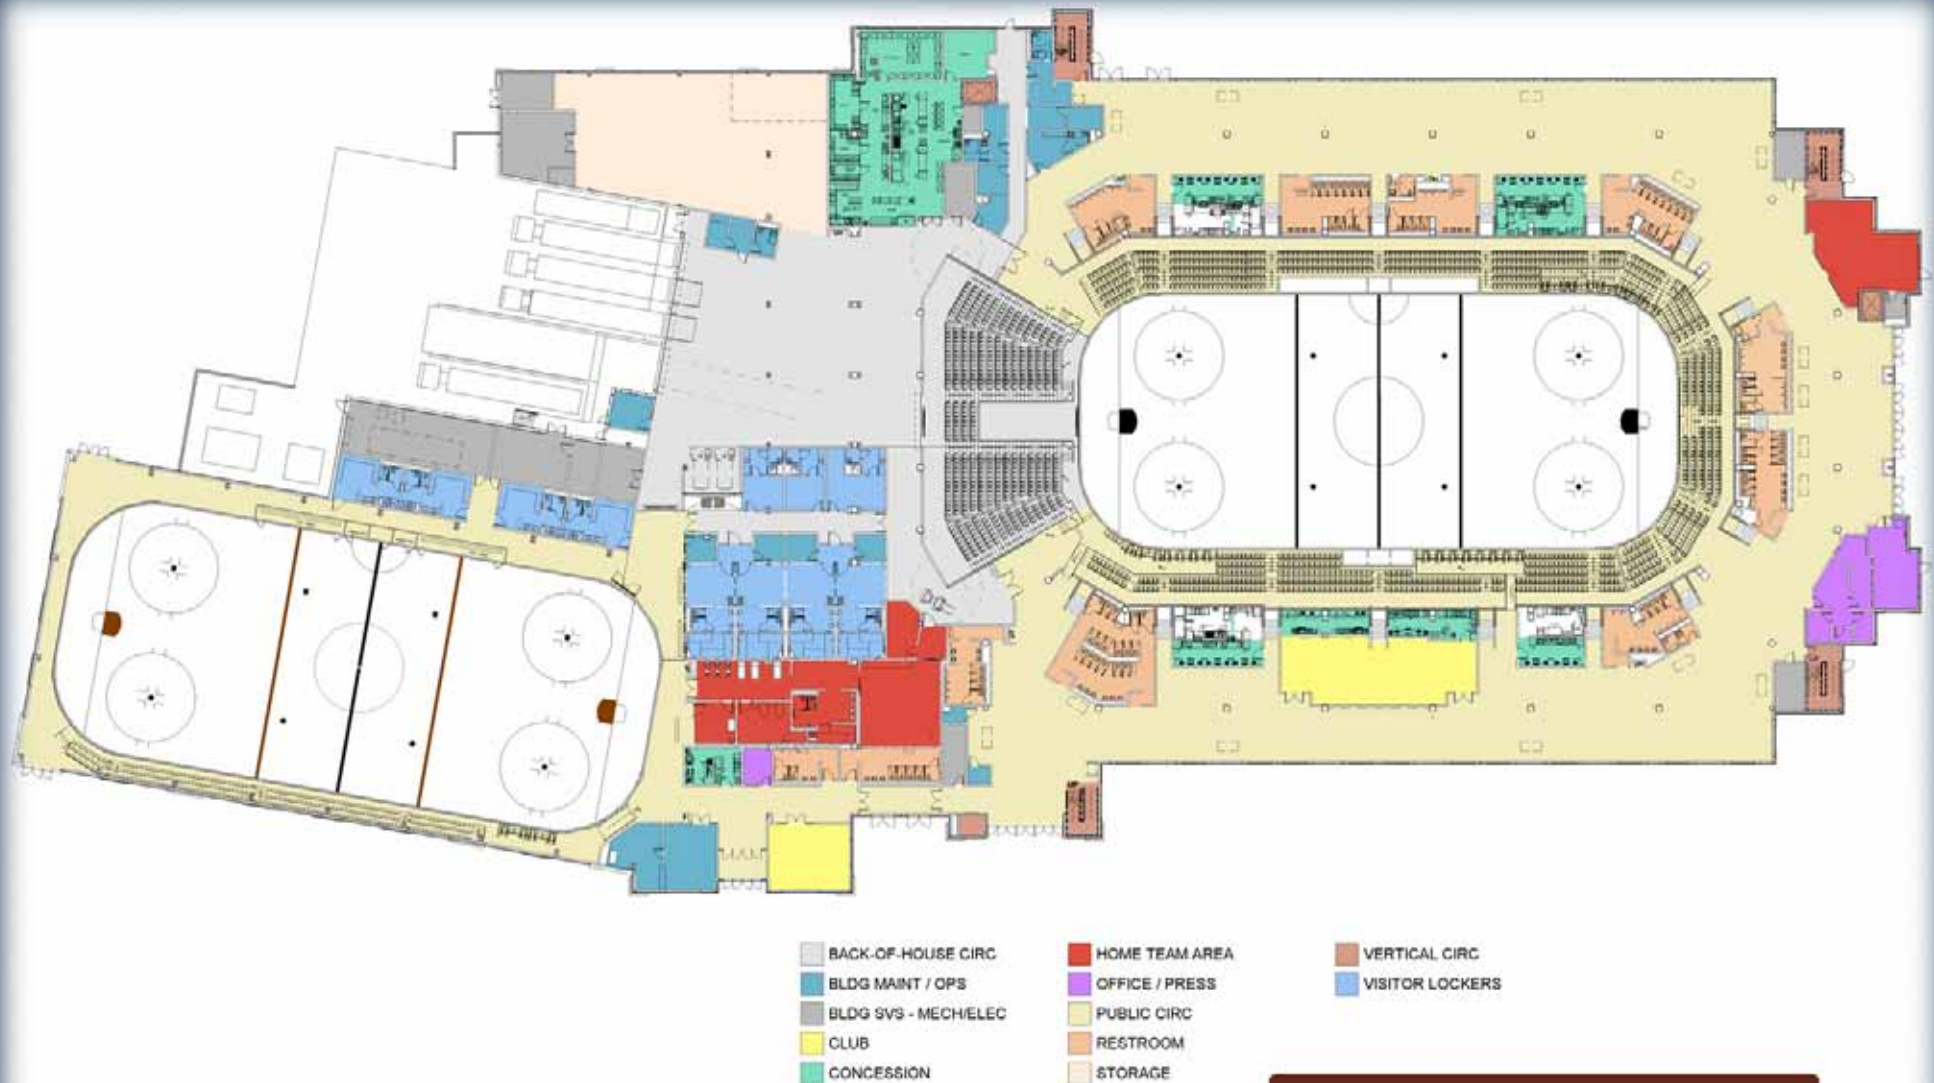 BACK-OF-HOUSE CIRC
BLDG MAINT / OPS
BLDG SVS - MECH/ELEC
CLUB
CONCESSION
HOME TEAM AREA
OFFICE / PRESS
PUBLIC CIRC
RESTROOM
STORAGE
VERTICAL CIRC
VISITOR LOCKERS